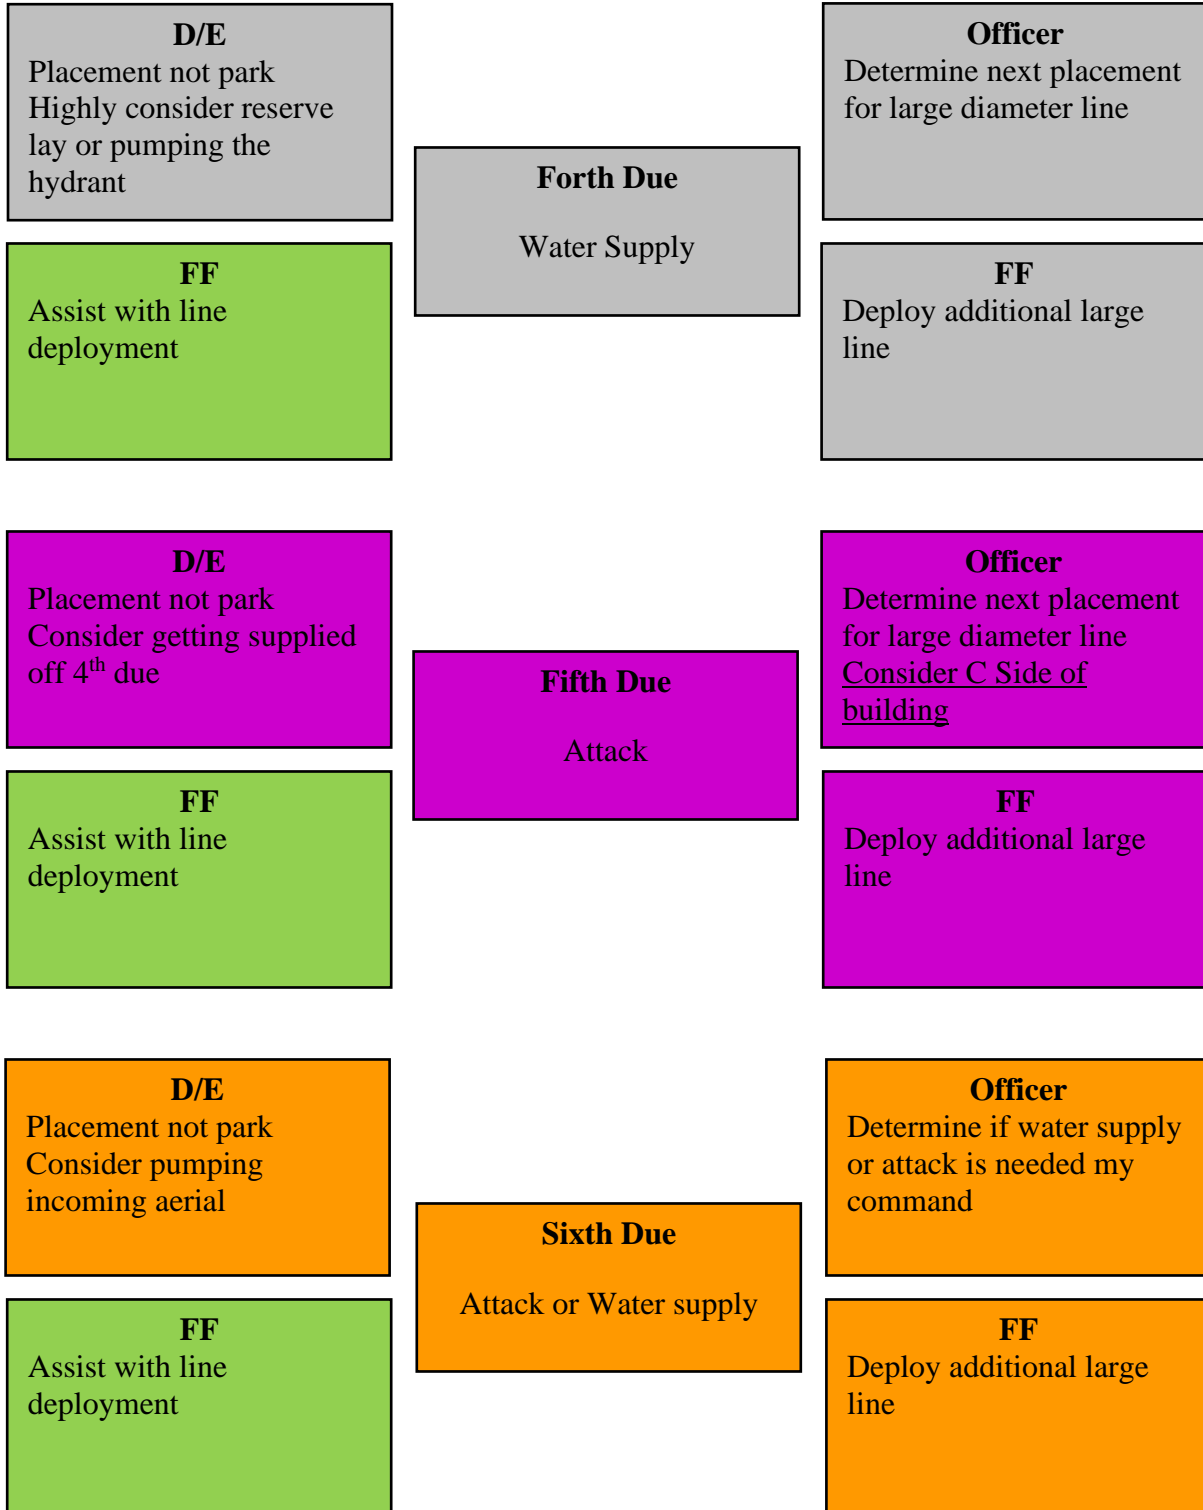 D/E
Placement not park
Highly consider reserve
lay or pumping the
hydrant
Officer
Determine next placement
for large diameter line
Forth Due
Water Supply
FF
Assist with line
deployment
FF
Deploy additional large
line
D/E
Placement not park
Consider getting supplied
off 4th due
Officer
Determine next placement
for large diameter line
Consider C Side of
building
Fifth Due
Attack
FF
Assist with line
deployment
FF
Deploy additional large
line
D/E
Placement not park
Consider pumping
incoming aerial
Officer
Determine if water supply
or attack is needed my
command
Sixth Due
Attack or Water supply
FF
Assist with line
deployment
FF
Deploy additional large
line